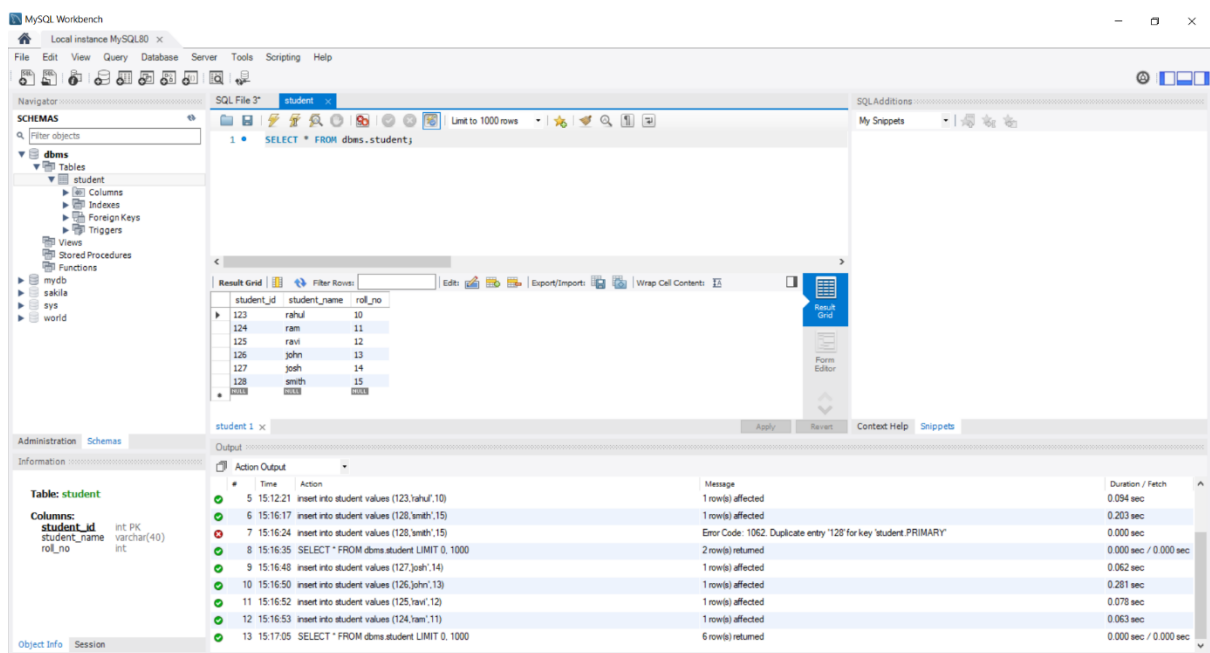 MySQL Workbench
Local instance MySQL80
File Edit View Query Database Server Tools Scripting Help
Navigator
SCHEMAS
Filter objects
dbms
Tables
student
Columns
Indexes
Foreign Keys
Triggers
Views
Stored Procedures
Functions
mydb
sakila
sys
world
Administration Schemas
Information
Table: student
Columns:
student_id int PK
student_name varchar(40)
roll_no int
Object Info Session
SQL File 3* student
Limit to 1000 rows
1 SELECT * FROM dbms.student;
Result Grid Filter Rows: Edit: Export/Import: Wrap Cell Content:
student_id student_name roll_no
123 rahul 10
124 ram 11
125 ravi 12
126 john 13
127 josh 14
128 smith 15
NULL NULL NULL
Result Grid
Form Editor
student 1 Apply Revert
SQLAdditions
My Snippets
Context Help Snippets
Output
Action Output
# Time Action Message Duration / Fetch
5 15:12:21 insert into student values (123,'rahul',10) 1 row(s) affected 0.094 sec
6 15:16:17 insert into student values (128,'smith',15) 1 row(s) affected 0.203 sec
7 15:16:24 insert into student values (128,'smith',15) Error Code: 1062. Duplicate entry '128' for key 'student.PRIMARY' 0.000 sec
8 15:16:35 SELECT * FROM dbms.student LIMIT 0, 1000 2 row(s) returned 0.000 sec / 0.000 sec
9 15:16:48 insert into student values (127,'josh',14) 1 row(s) affected 0.062 sec
10 15:16:50 insert into student values (126,'john',13) 1 row(s) affected 0.281 sec
11 15:16:52 insert into student values (125,'ravi',12) 1 row(s) affected 0.078 sec
12 15:16:53 insert into student values (124,'ram',11) 1 row(s) affected 0.063 sec
13 15:17:05 SELECT * FROM dbms.student LIMIT 0, 1000 6 row(s) returned 0.000 sec / 0.000 sec